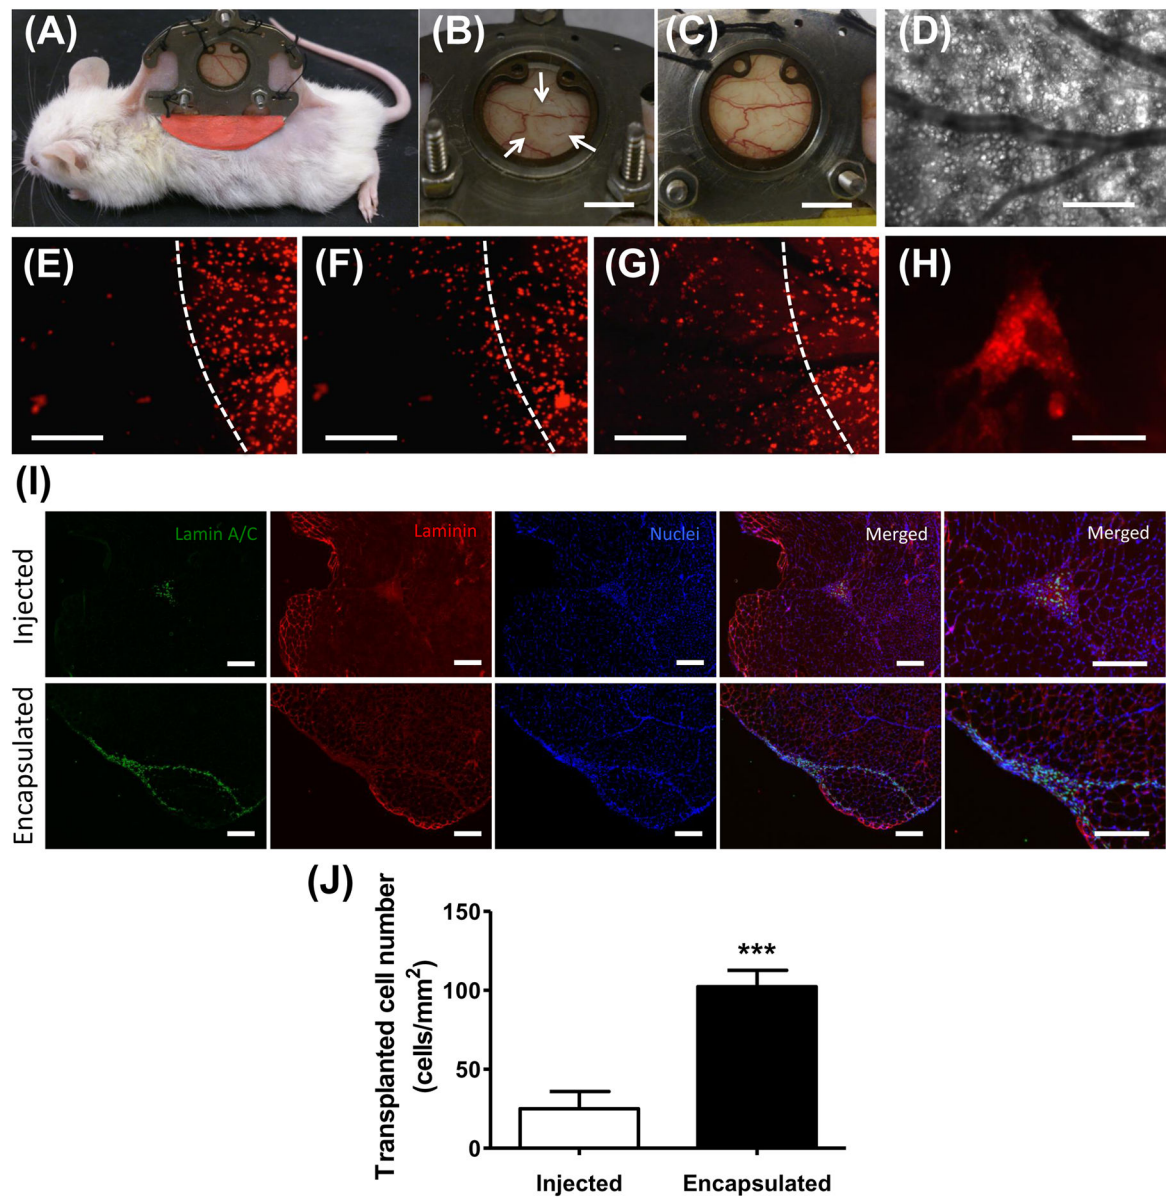 (A)
(B)
(C)
(D)
(E)
(F)
(G)
(H)
(I)
Lamin A/C
Laminin
Nuclei
Merged
Merged
Injected
Encapsulated
(J)
Transplanted cell number
(cells/mm²)
150
100
50
0
***
Injected
Encapsulated